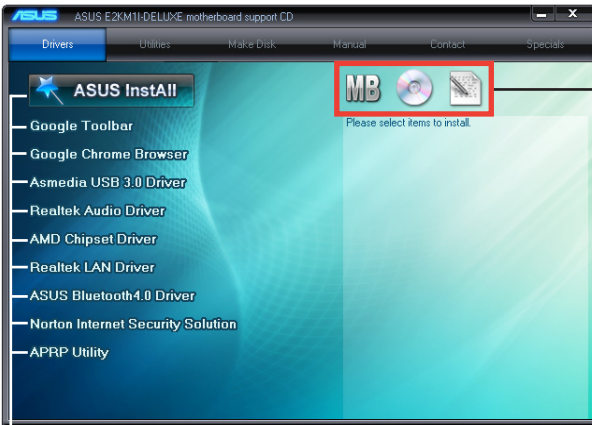 ASUS ASUS E2KM1I-DELUXE motherboard support CD
Drivers Utilities Make Disk Manual Contact Specials
ASUS InstAll
MB
Please select items to install.
Google Toolbar
Google Chrome Browser
Asmedia USB 3.0 Driver
Realtek Audio Driver
AMD Chipset Driver
Realtek LAN Driver
ASUS Bluetooth4.0 Driver
Norton Internet Security Solution
APRP Utility